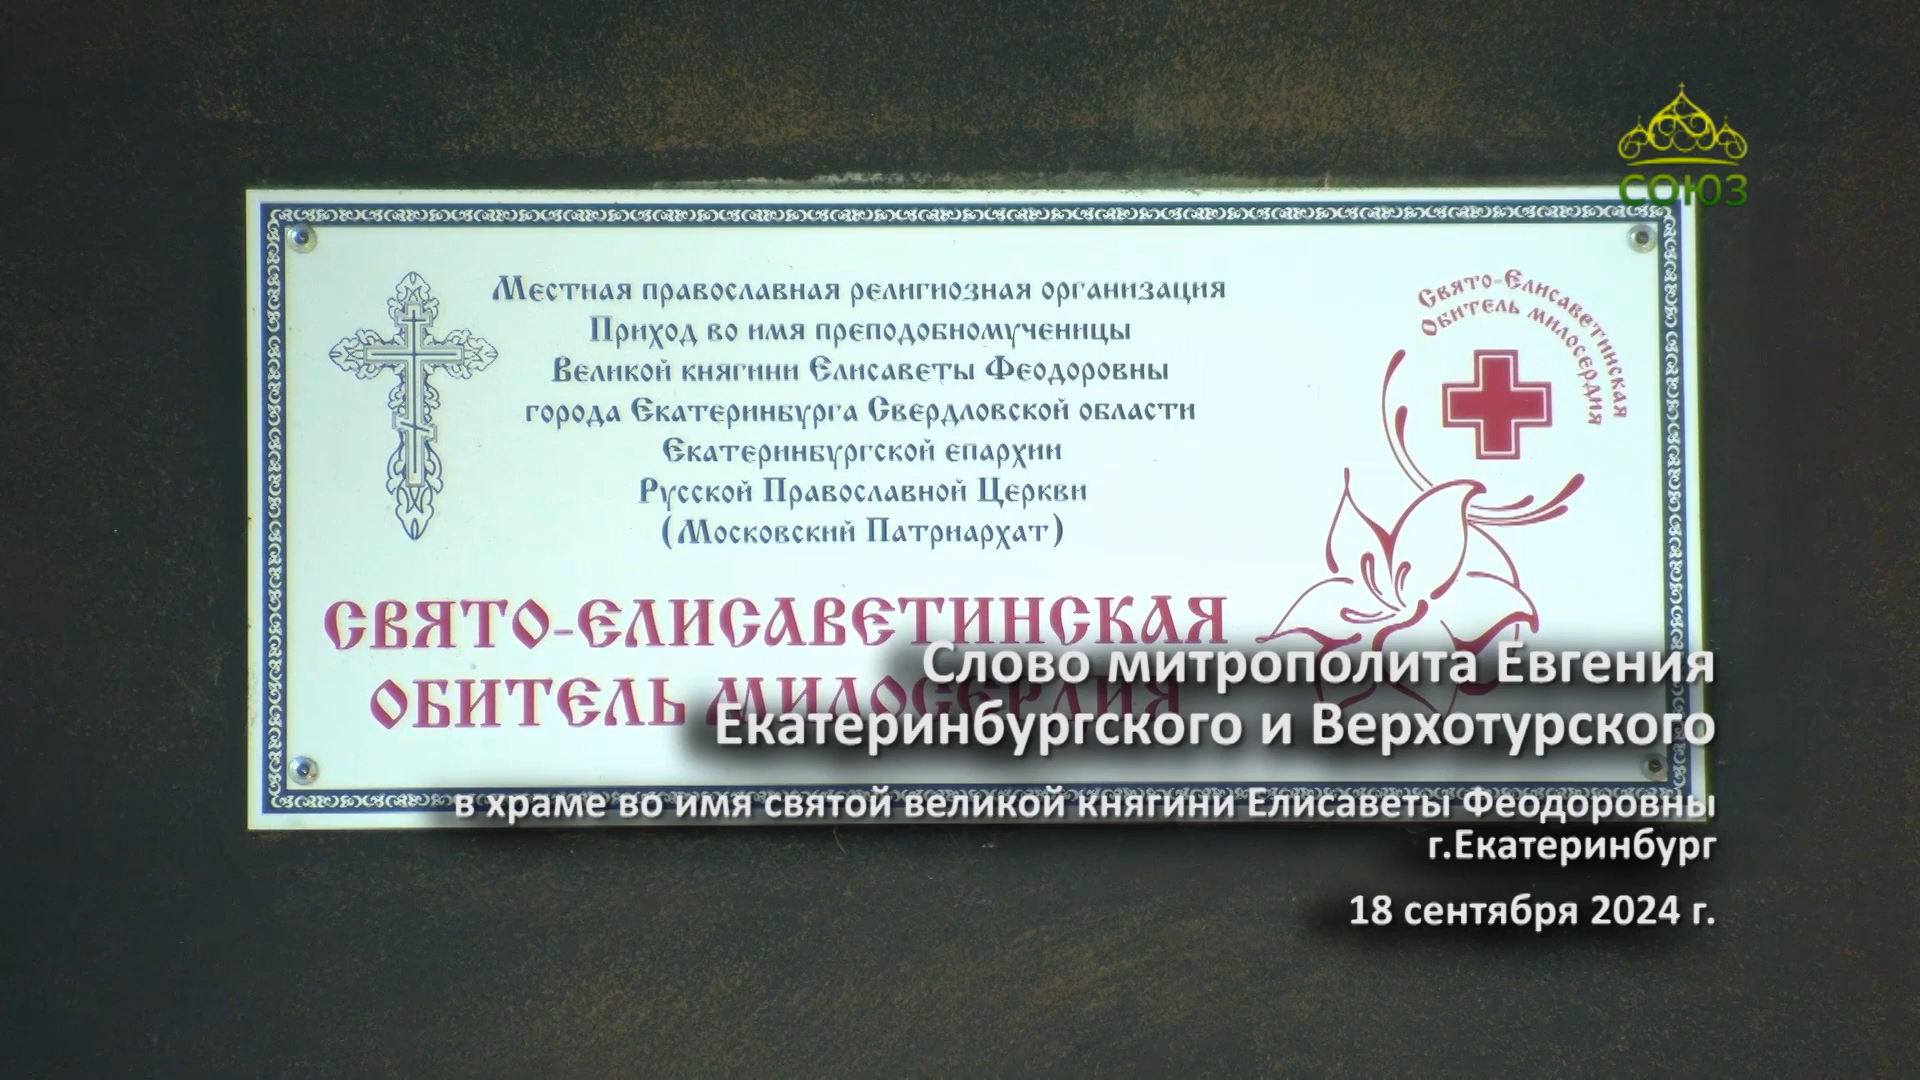 СОЮЗ
Местная православная религиозная организация
Приход во имя преподобномученицы
Великой княгини Елисаветы Феодоровны
города Екатеринбурга Свердловской области
Екатеринбургской епархии
Русской Православной Церкви
(Московский Патриархат)
Свято-Елисаветинская
Обитель милосердия
СВЯТО-ЕЛИСАВЕТИНСКАЯ
ОБИТЕЛЬ МИЛОСЕРДИЯ
Слово митрополита Евгения
Екатеринбургского и Верхотурского
в храме во имя святой великой княгини Елисаветы Феодоровны
г.Екатеринбург
18 сентября 2024 г.